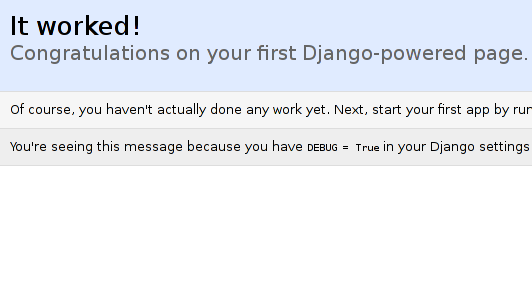 It worked!
Congratulations on your first Django-powered page.
Of course, you haven't actually done any work yet. Next, start your first app by
You're seeing this message because you have DEBUG = True in your Django settings